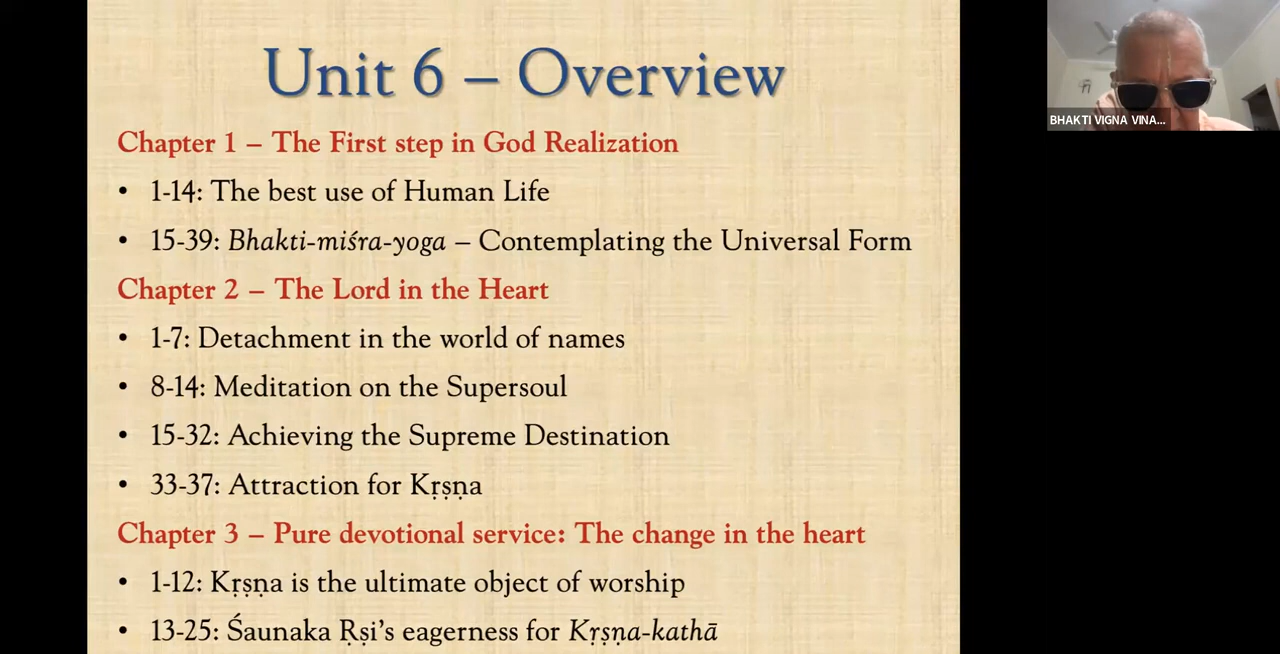 Unit 6 – Overview
Chapter 1 – The First step in God Realization
• 1-14: The best use of Human Life
• 15-39: Bhakti-miśra-yoga – Contemplating the Universal Form
Chapter 2 – The Lord in the Heart
• 1-7: Detachment in the world of names
• 8-14: Meditation on the Supersoul
• 15-32: Achieving the Supreme Destination
• 33-37: Attraction for Kṛṣṇa
Chapter 3 – Pure devotional service: The change in the heart
• 1-12: Kṛṣṇa is the ultimate object of worship
• 13-25: Śaunaka Ṛṣi’s eagerness for Kṛṣṇa-kathā
BHAKTI VIGNA VINA...